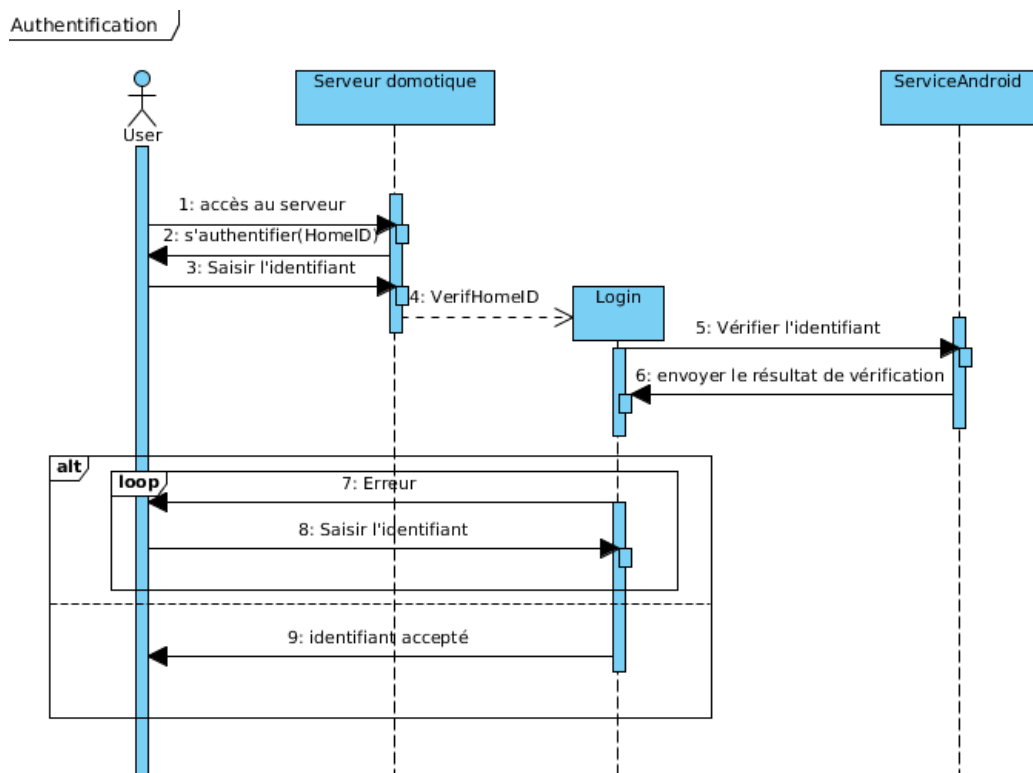 Authentification
Serveur domotique
ServiceAndroid
User
1: accès au serveur
2: s'authentifier(HomeID)
3: Saisir l'identifiant
4: VerifHomeID
Login
5: Vérifier l'identifiant
6: envoyer le résultat de vérification
alt
loop
7: Erreur
8: Saisir l'identifiant
9: identifiant accepté